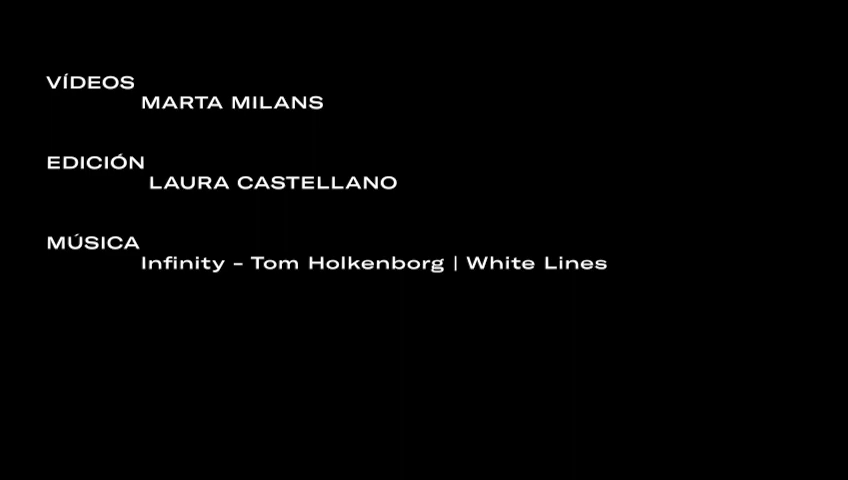 VÍDEOS
MARTA MILANS
EDICIÓN
LAURA CASTELLANO
MÚSICA
Infinity – Tom Holkenborg | White Lines